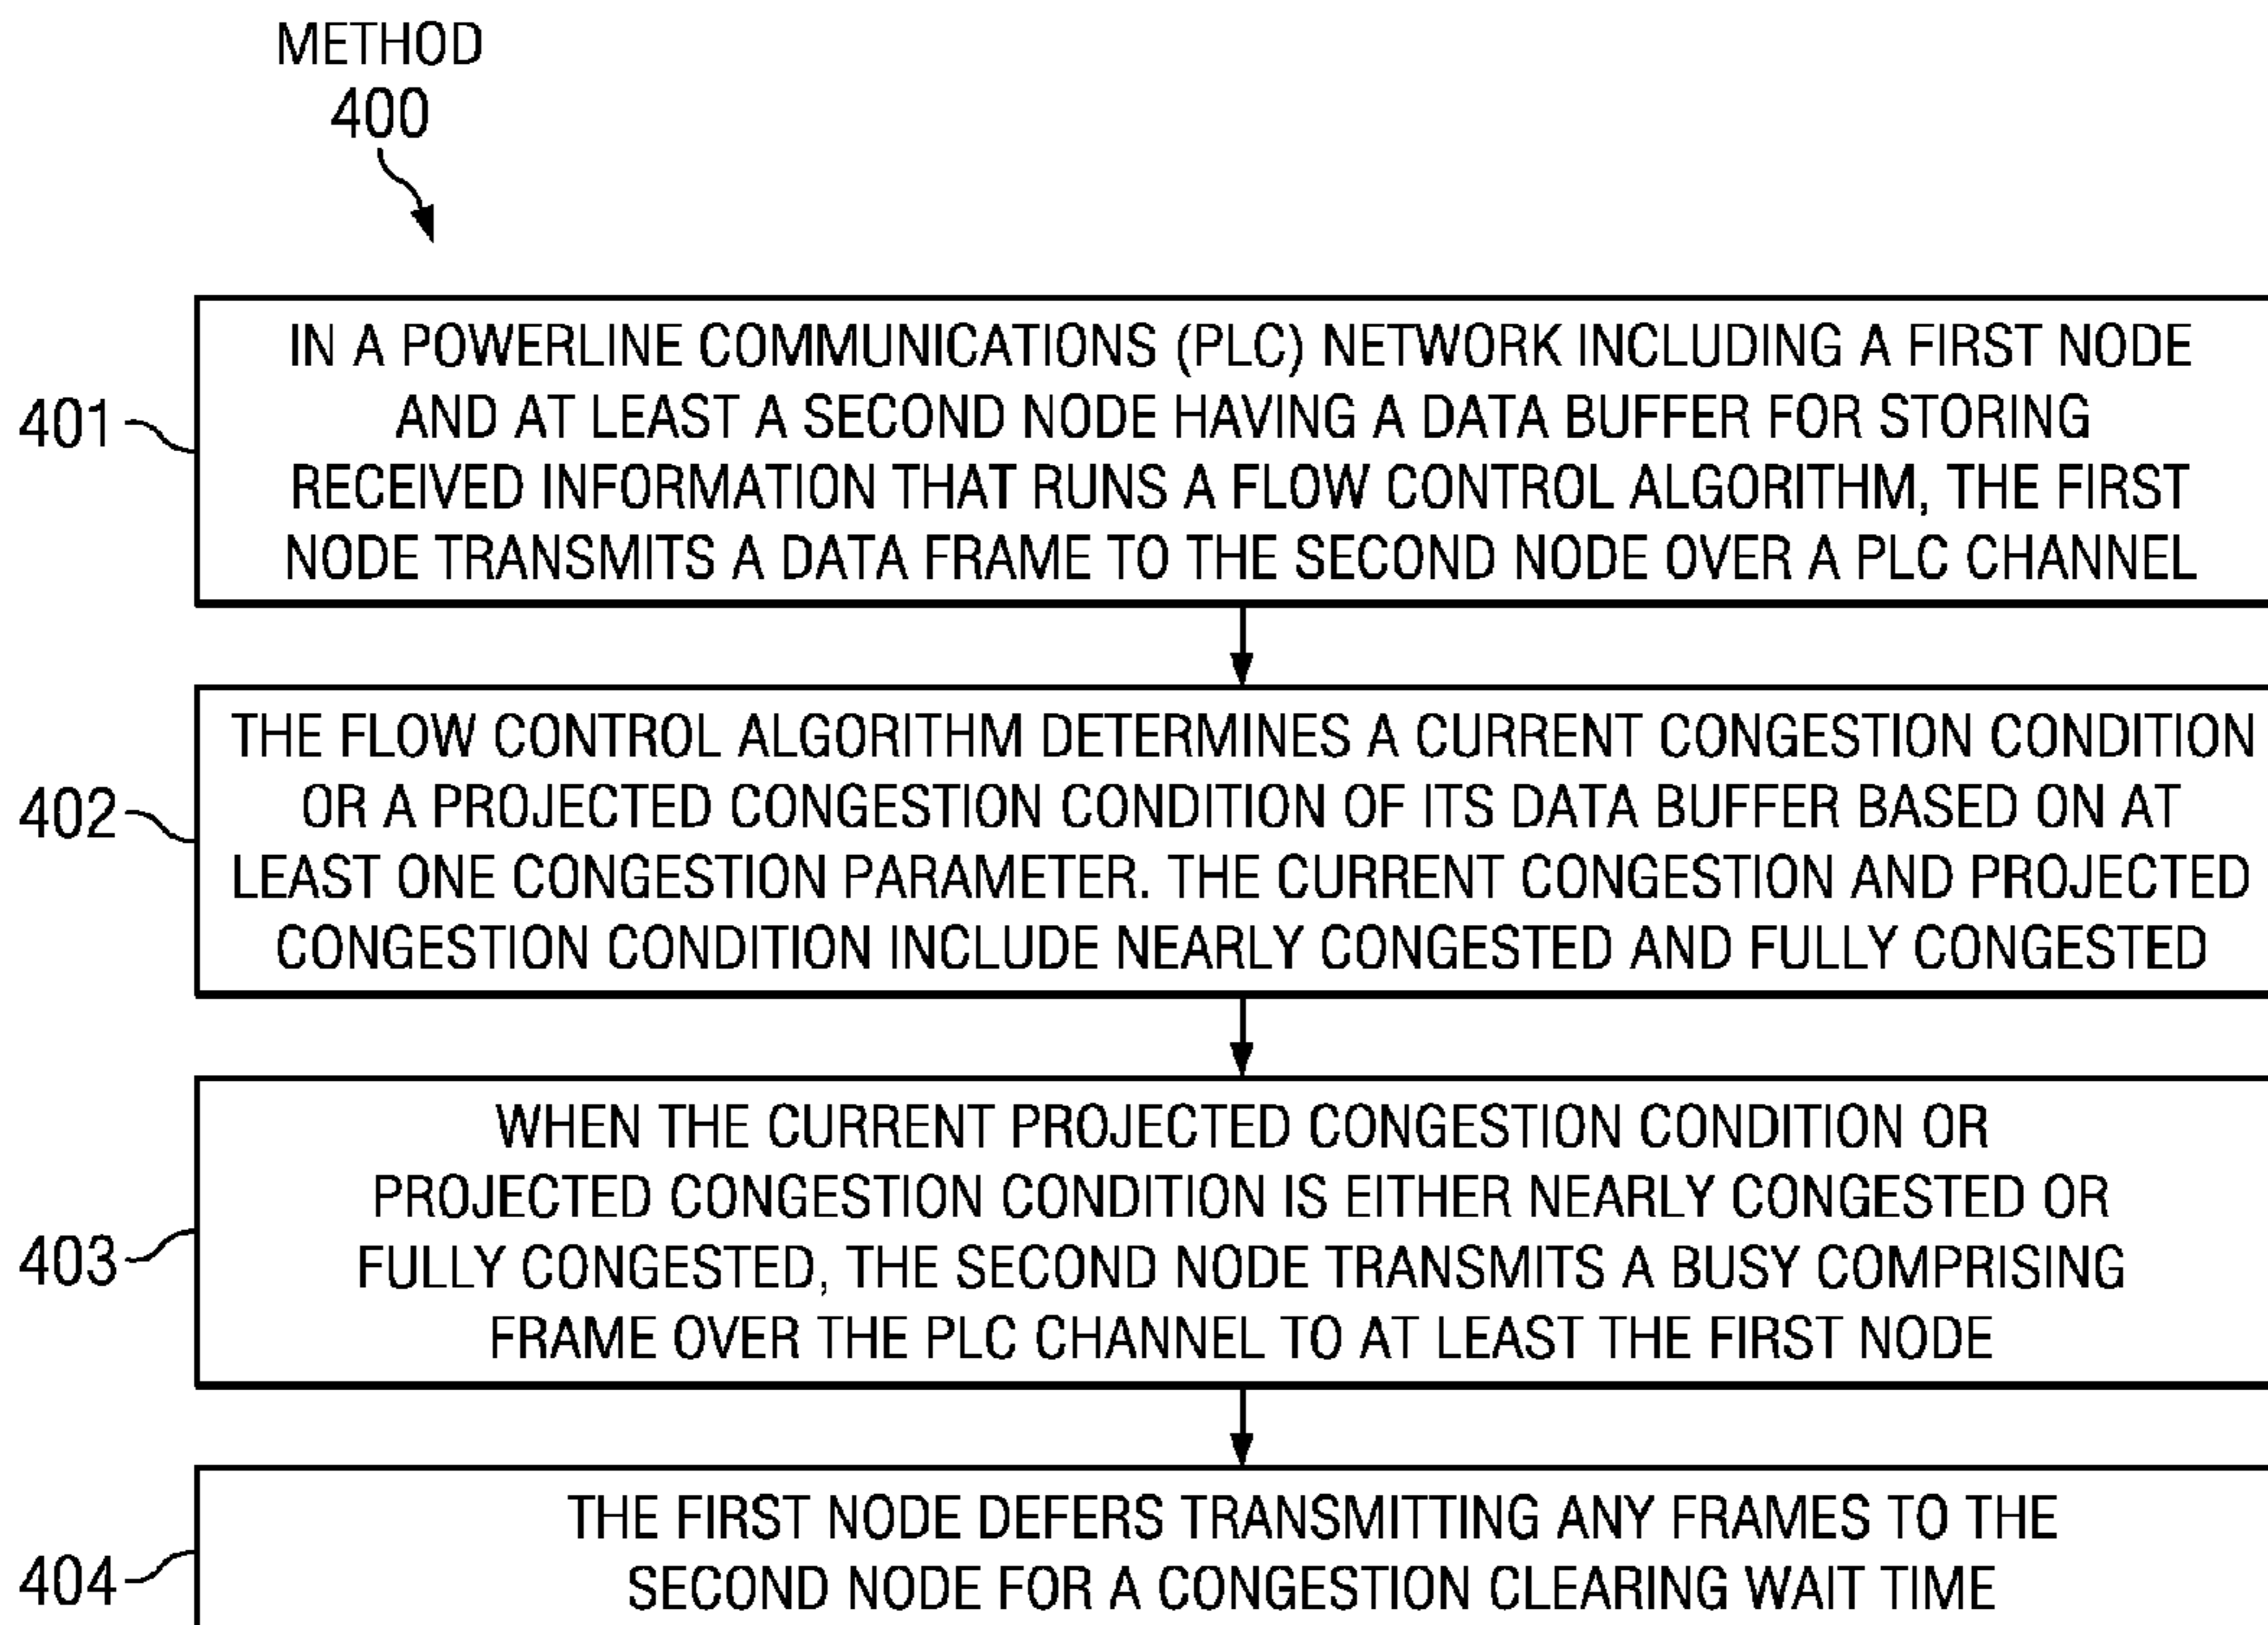 METHOD
400
401
IN A POWERLINE COMMUNICATIONS (PLC) NETWORK INCLUDING A FIRST NODE
AND AT LEAST A SECOND NODE HAVING A DATA BUFFER FOR STORING
RECEIVED INFORMATION THAT RUNS A FLOW CONTROL ALGORITHM, THE FIRST
NODE TRANSMITS A DATA FRAME TO THE SECOND NODE OVER A PLC CHANNEL
402
THE FLOW CONTROL ALGORITHM DETERMINES A CURRENT CONGESTION CONDITION
OR A PROJECTED CONGESTION CONDITION OF ITS DATA BUFFER BASED ON AT
LEAST ONE CONGESTION PARAMETER. THE CURRENT CONGESTION AND PROJECTED
CONGESTION CONDITION INCLUDE NEARLY CONGESTED AND FULLY CONGESTED
403
WHEN THE CURRENT PROJECTED CONGESTION CONDITION OR
PROJECTED CONGESTION CONDITION IS EITHER NEARLY CONGESTED OR
FULLY CONGESTED, THE SECOND NODE TRANSMITS A BUSY COMPRISING
FRAME OVER THE PLC CHANNEL TO AT LEAST THE FIRST NODE
404
THE FIRST NODE DEFERS TRANSMITTING ANY FRAMES TO THE
SECOND NODE FOR A CONGESTION CLEARING WAIT TIME